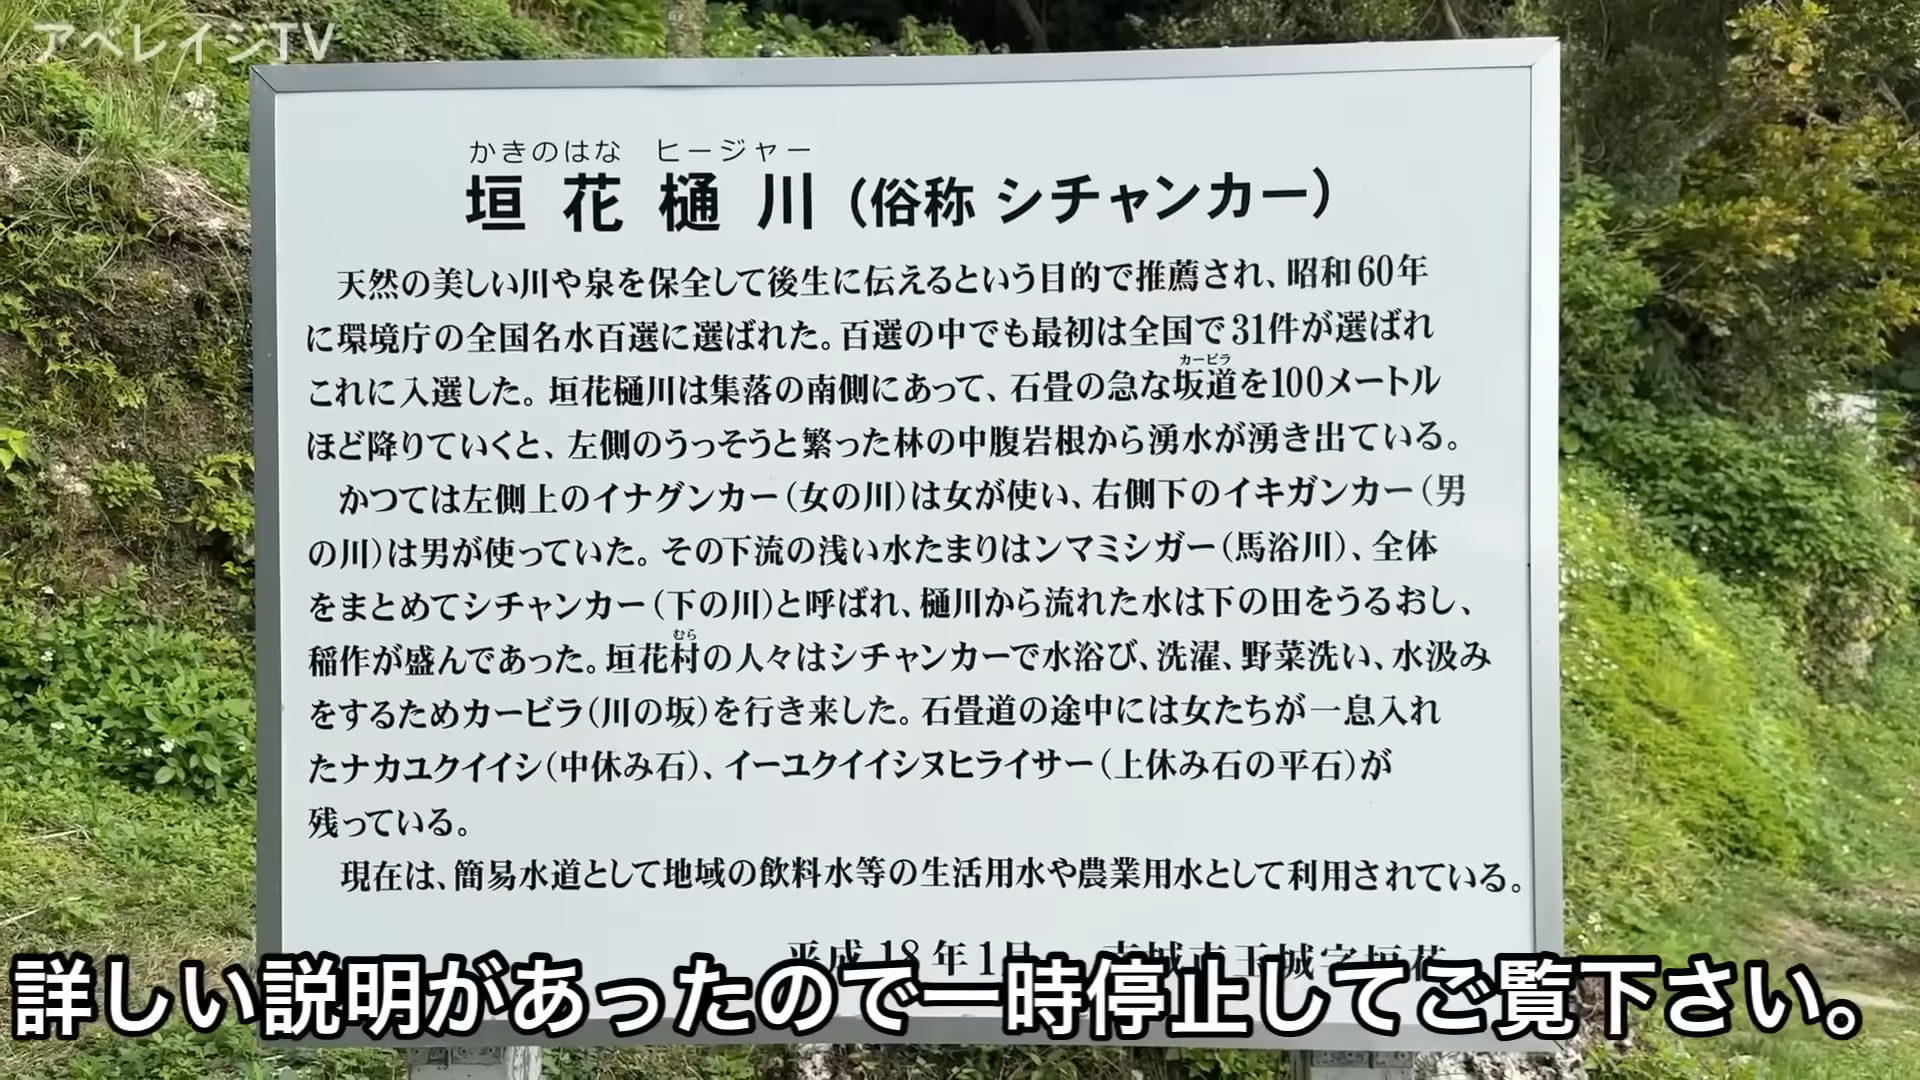 アベレイジTV
かきのはな ヒージャー
垣花樋川（俗称 シチャンカー）
天然の美しい川や泉を保全して後生に伝えるという目的で推薦され、昭和60年
に環境庁の全国名水百選に選ばれた。百選の中でも最初は全国で31件が選ばれ
カービラ
これに入選した。垣花樋川は集落の南側にあって、石畳の急な坂道を100メートル
ほど降りていくと、左側のうっそうと繁った林の中腹岩根から湧水が湧き出ている。
かつては左側上のイナグンカー（女の川）は女が使い、右側下のイキガンカー（男
の川）は男が使っていた。その下流の浅い水たまりはンマミシガー（馬浴川）、全体
をまとめてシチャンカー（下の川）と呼ばれ、樋川から流れた水は下の田をうるおし、
むら
稲作が盛んであった。垣花村の人々はシチャンカーで水浴び、洗濯、野菜洗い、水汲み
をするためカービラ（川の坂）を行き来した。石畳道の途中には女たちが一息入れ
たナカユクイイシ（中休み石）、イーユクイイシヌヒライサー（上休み石の平石）が
残っている。
現在は、簡易水道として地域の飲料水等の生活用水や農業用水として利用されている。
平成18年1月 南城市玉城字垣花
詳しい説明があったので一時停止してご覧下さい。